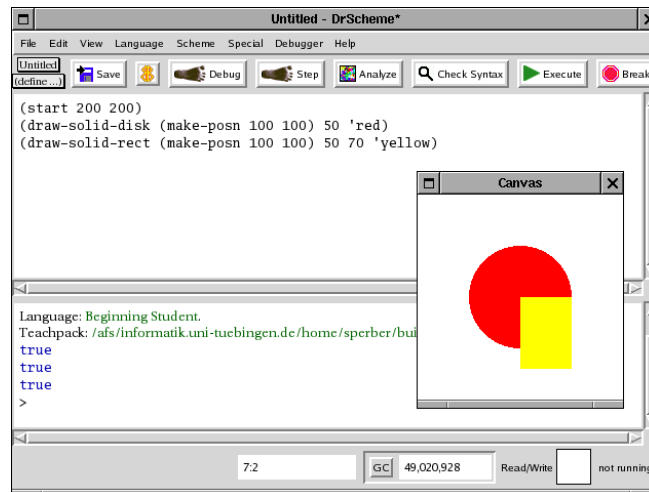 Untitled - DrScheme*
File Edit View Language Scheme Special Debugger Help
Untitled
(define ...)
Save
Debug
Step
Analyze
Check Syntax
Execute
Break
(start 200 200)
(draw-solid-disk (make-posn 100 100) 50 'red)
(draw-solid-rect (make-posn 100 100) 50 70 'yellow)
Canvas
Language: Beginning Student.
Teachpack: /afs/informatik.uni-tuebingen.de/home/sperber/bui
true
true
true
>
7:2
GC
49,020,928
Read/Write
not running